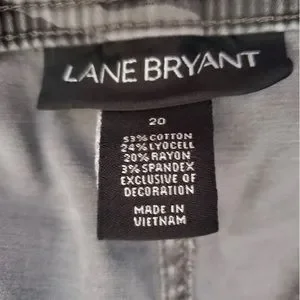 LANE BRYANT
20
53% COTTON
24% LYOCELL
20% RAYON
3% SPANDEX
EXCLUSIVE OF
DECORATION
MADE IN
VIETNAM